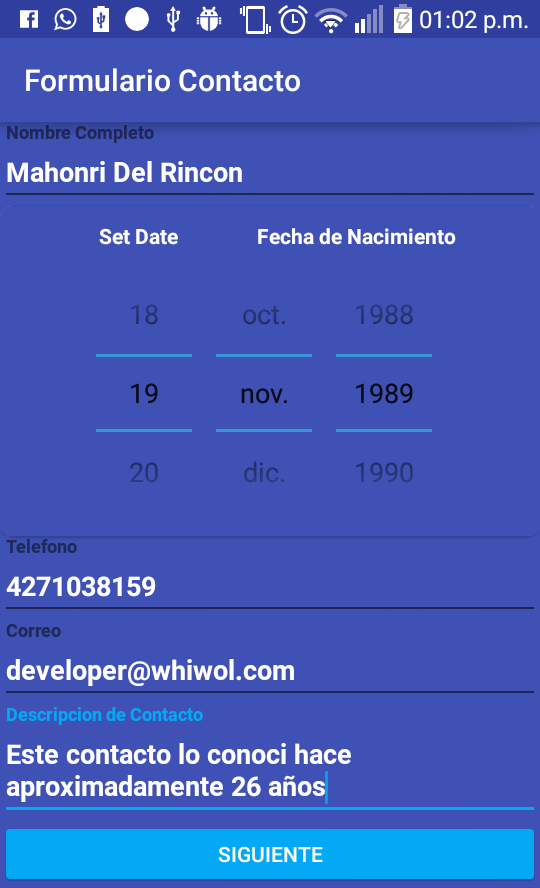 01:02 p.m.
Formulario Contacto
Nombre Completo
Mahonri Del Rincon
Set Date Fecha de Nacimiento
18 oct. 1988
19 nov. 1989
20 dic. 1990
Telefono
4271038159
Correo
developer@whiwol.com
Descripcion de Contacto
Este contacto lo conoci hace
aproximadamente 26 años
SIGUIENTE